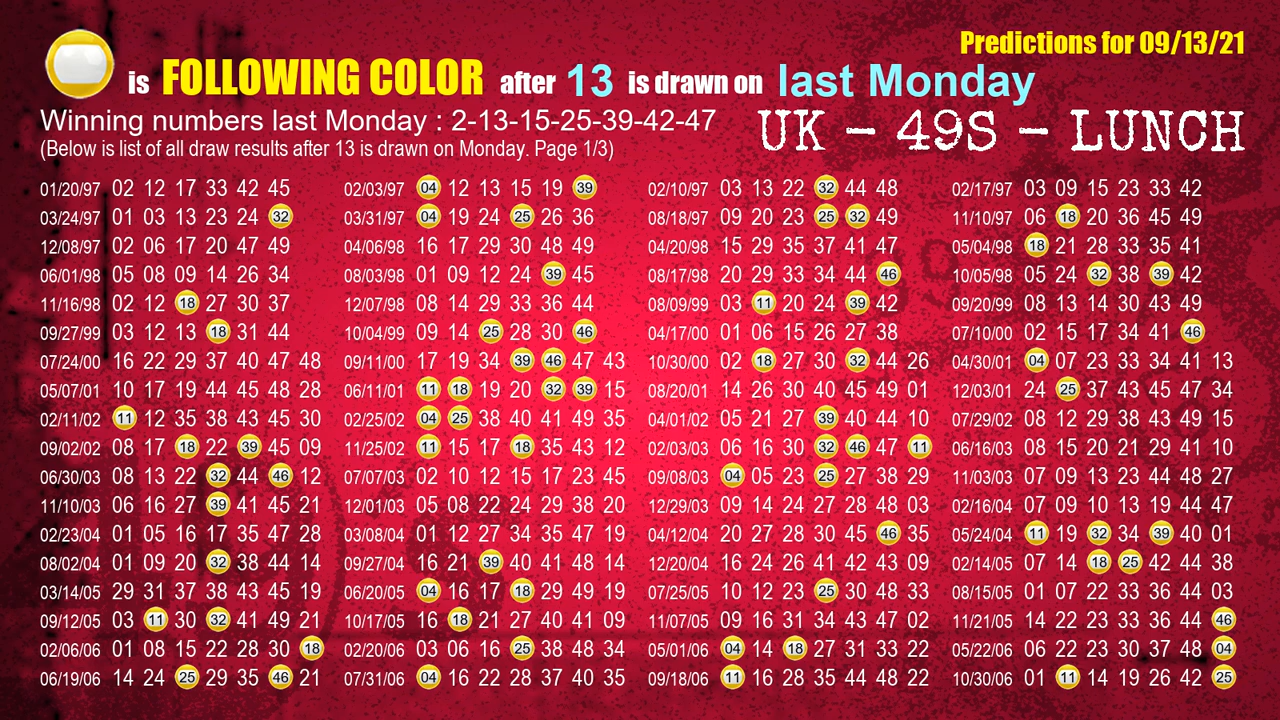 Predictions for 09/13/21
is FOLLOWING COLOR after 13 is drawn on last Monday
Winning numbers last Monday : 2-13-15-25-39-42-47
UK - 49S - LUNCH
(Below is list of all draw results after 13 is drawn on Monday. Page 1/3)
01/20/97 02 12 17 33 42 45 02/03/97 04 12 13 15 19 39 02/10/97 03 13 22 32 44 48 02/17/97 03 09 15 23 33 42
03/24/97 01 03 13 23 24 32 03/31/97 04 19 24 25 26 36 08/18/97 09 20 23 25 32 49 11/10/97 06 18 20 36 45 49
12/08/97 02 06 17 20 47 49 04/06/98 16 17 29 30 48 49 04/20/98 15 29 35 37 41 47 05/04/98 18 21 28 33 35 41
06/01/98 05 08 09 14 26 34 08/03/98 01 09 12 24 39 45 08/17/98 20 29 33 34 44 46 10/05/98 05 24 32 38 39 42
11/16/98 02 12 18 27 30 37 12/07/98 08 14 29 33 36 44 08/09/99 03 11 20 24 39 42 09/20/99 08 13 14 30 43 49
09/27/99 03 12 13 18 31 44 10/04/99 09 14 25 28 30 46 04/17/00 01 06 15 26 27 38 07/10/00 02 15 17 34 41 46
07/24/00 16 22 29 37 40 47 48 09/11/00 17 19 34 39 46 47 43 10/30/00 02 18 27 30 32 44 26 04/30/01 04 07 23 33 34 41 13
05/07/01 10 17 19 44 45 48 28 06/11/01 11 18 19 20 32 39 15 08/20/01 14 26 30 40 45 49 01 12/03/01 24 25 37 43 45 47 34
02/11/02 11 12 35 38 43 45 30 02/25/02 04 25 38 40 41 49 35 04/01/02 05 21 27 39 40 44 10 07/29/02 08 12 29 38 43 49 15
09/02/02 08 17 18 22 39 45 09 11/25/02 11 15 17 18 35 43 12 02/03/03 06 16 30 32 46 47 11 06/16/03 08 15 20 21 29 41 10
06/30/03 08 13 22 32 44 46 12 07/07/03 02 10 12 15 17 23 45 09/08/03 04 05 23 25 27 38 29 11/03/03 07 09 13 23 44 48 27
11/10/03 06 16 27 39 41 45 21 12/01/03 05 08 22 24 29 38 20 12/29/03 09 14 24 27 28 48 03 02/16/04 07 09 10 13 19 44 47
02/23/04 01 05 16 17 35 47 28 03/08/04 01 12 27 34 35 47 19 04/12/04 20 27 28 30 45 46 35 05/24/04 11 19 32 34 39 40 01
08/02/04 01 09 20 32 38 44 14 09/27/04 16 21 39 40 41 48 14 12/20/04 16 24 26 41 42 43 09 02/14/05 07 14 18 25 42 44 38
03/14/05 29 31 37 38 43 45 19 06/20/05 04 16 17 18 29 49 19 07/25/05 10 12 23 25 30 48 33 08/15/05 01 07 22 33 36 44 03
09/12/05 03 11 30 32 41 49 21 10/17/05 16 18 21 27 40 41 09 11/07/05 09 16 31 34 43 47 02 11/21/05 14 22 23 33 36 44 46
02/06/06 01 08 15 22 28 30 18 02/20/06 03 06 16 25 38 48 34 05/01/06 04 14 18 27 31 33 22 05/22/06 06 22 23 30 37 48 04
06/19/06 14 24 25 29 35 46 21 07/31/06 04 16 22 28 37 40 35 09/18/06 11 16 28 35 44 48 22 10/30/06 01 11 14 19 26 42 25